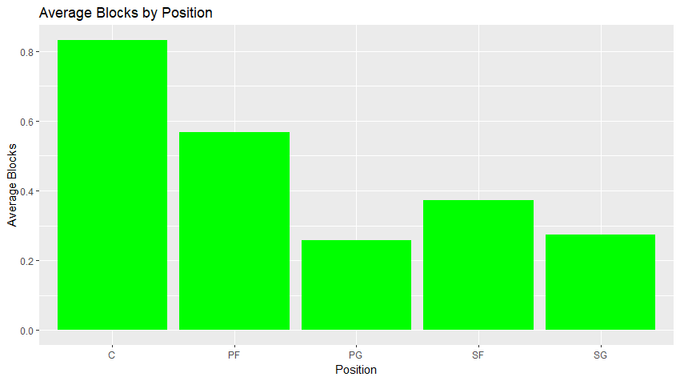 Average Blocks by Position
Average Blocks
0.8
0.6
0.4
0.2
0.0
C PF PG SF SG
Position